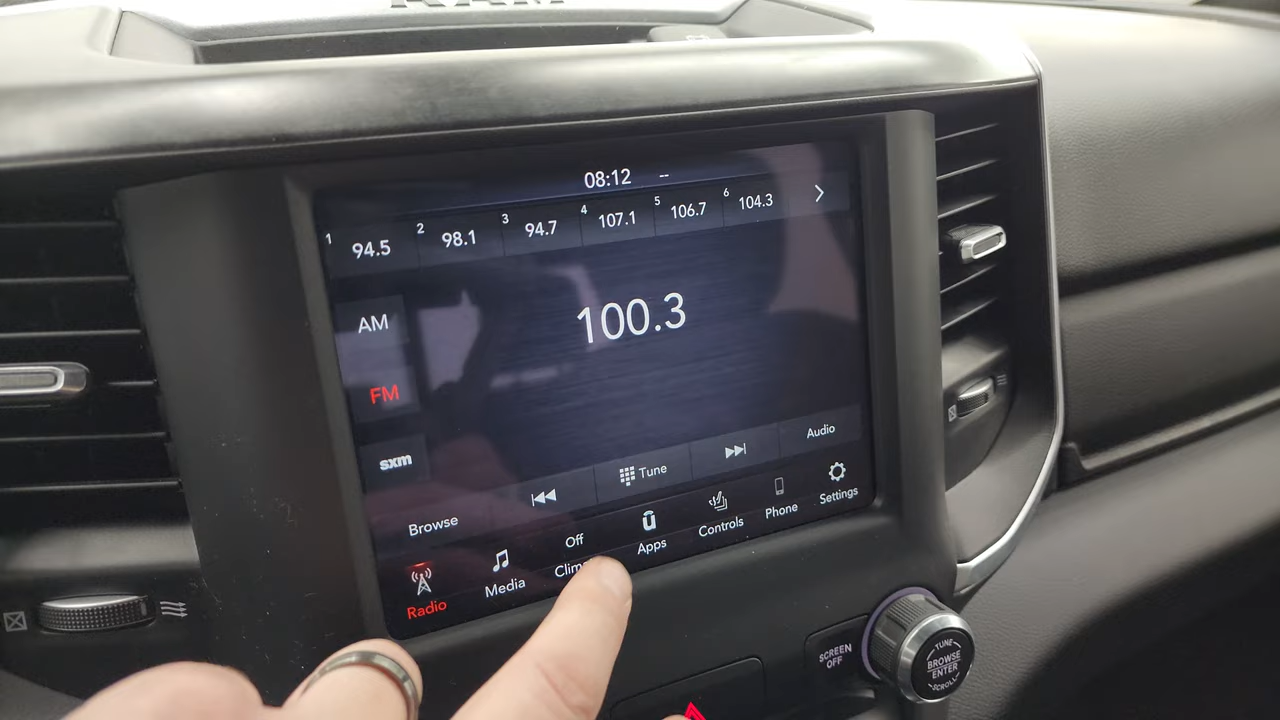 RAM
08:12 --
1 94.5 2 98.1 3 94.7 4 107.1 5 106.7 6 104.3
100.3
AM
FM
sxm
Browse Tune Audio
Off
Radio Media Clim Apps Controls Phone Settings
SCREEN OFF
TUNE
BROWSE
ENTER
SCROLL